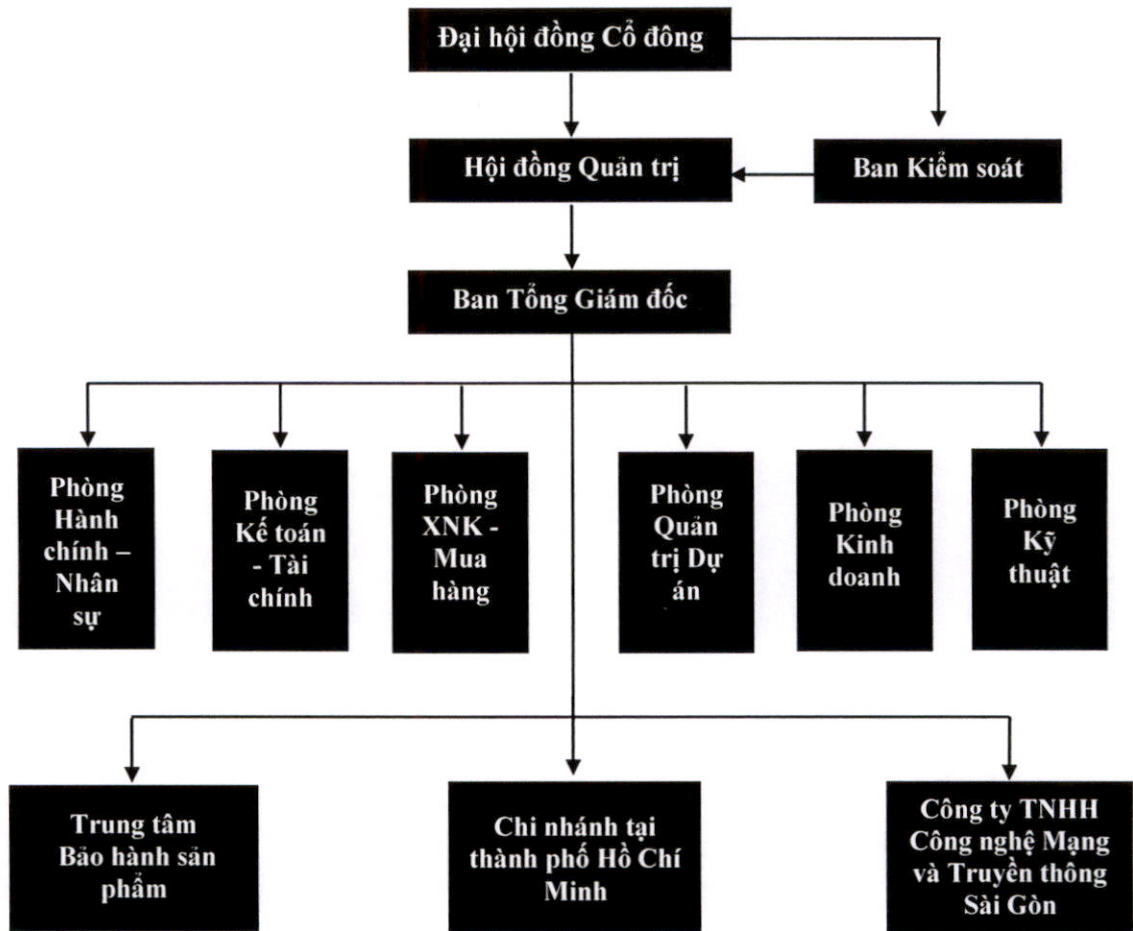 Đại hội đồng Cổ đông
Hội đồng Quản trị
Ban Kiểm soát
Ban Tổng Giám đốc
Phòng
Hành
chính –
Nhân
sự
Phòng
Kế toán
- Tài
chính
Phòng
XNK -
Mua
hàng
Phòng
Quản
trị Dự
án
Phòng
Kinh
doanh
Phòng
Kỹ
thuật
Trung tâm
Bảo hành sản
phẩm
Chi nhánh tại
thành phố Hồ Chí
Minh
Công ty TNHH
Công nghệ Mạng
và Truyền thông
Sài Gòn